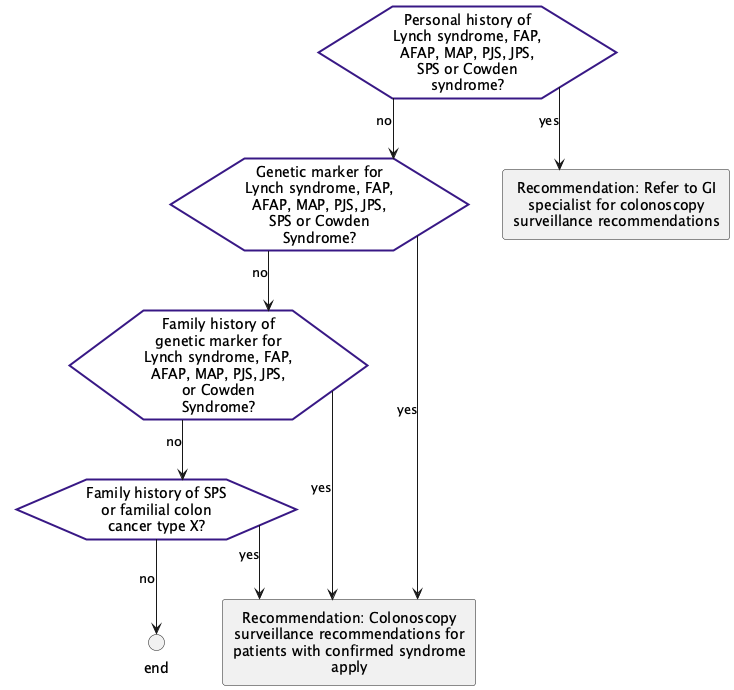 Personal history of
Lynch syndrome, FAP,
AFAP, MAP, PJS, JPS,
SPS or Cowden
syndrome?
no
yes
Genetic marker for
Lynch syndrome, FAP,
AFAP, MAP, PJS, JPS,
SPS or Cowden
Syndrome?
Recommendation: Refer to GI
specialist for colonoscopy
surveillance recommendations
no
yes
Family history of
genetic marker for
Lynch syndrome, FAP,
AFAP, MAP, PJS, JPS,
or Cowden
Syndrome?
no
yes
Family history of SPS
or familial colon
cancer type X?
no
yes
Recommendation: Colonoscopy
surveillance recommendations for
patients with confirmed syndrome
apply
end